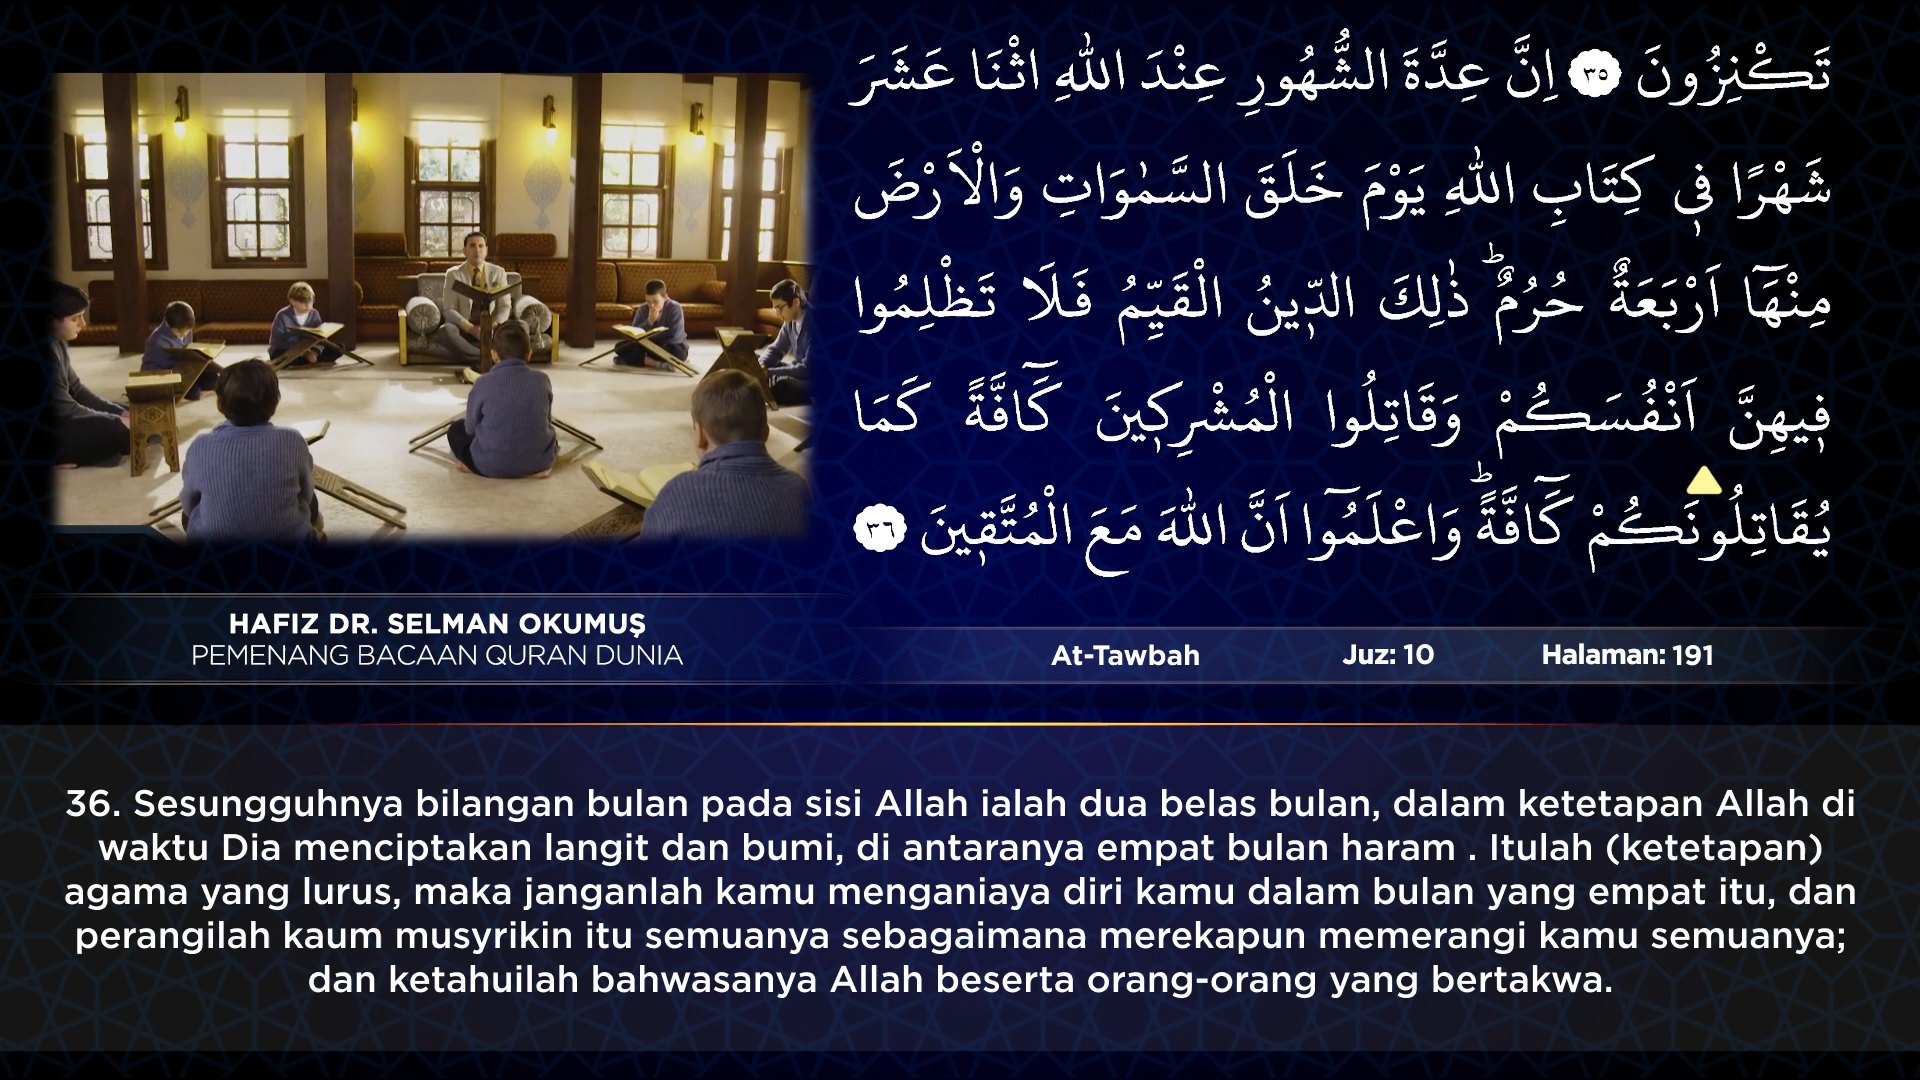 تَكْنِزُونَ ﴿٣٥﴾ اِنَّ عِدَّةَ الشُّهُورِ عِنْدَ اللّٰهِ اثْنَا عَشَرَ
شَهْرًا ف۪ي كِتَابِ اللّٰهِ يَوْمَ خَلَقَ السَّمٰوَاتِ وَالْاَرْضَ
مِنْهَٓا اَرْبَعَةٌ حُرُمٌۜ ذٰلِكَ الدّ۪ينُ الْقَيِّمُ فَلَا تَظْلِمُوا
ف۪يهِنَّ اَنْفُسَكُمْ وَقَاتِلُوا الْمُشْرِك۪ينَ كَٓافَّةً كَمَا
يُقَاتِلُونَكُمْ كَٓافَّةًۜ وَاعْلَمُٓوا اَنَّ اللّٰهَ مَعَ الْمُتَّق۪ينَ ﴿٣٦﴾
HAFIZ DR. SELMAN OKUMUŞ
PEMENANG BACAAN QURAN DUNIA
At-Tawbah Juz: 10 Halaman: 191
36. Sesungguhnya bilangan bulan pada sisi Allah ialah dua belas bulan, dalam ketetapan Allah di
waktu Dia menciptakan langit dan bumi, di antaranya empat bulan haram . Itulah (ketetapan)
agama yang lurus, maka janganlah kamu menganiaya diri kamu dalam bulan yang empat itu, dan
perangilah kaum musyrikin itu semuanya sebagaimana merekapun memerangi kamu semuanya;
dan ketahuilah bahwasanya Allah beserta orang-orang yang bertakwa.